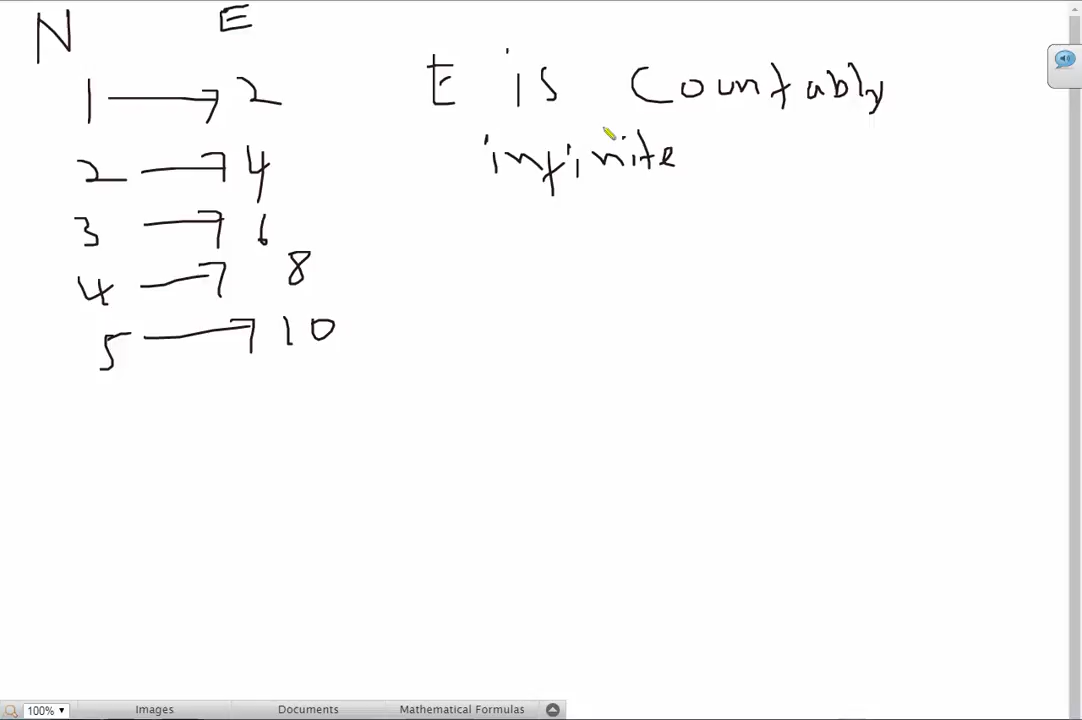 N E
1 → 2
2 → 4
3 → 6
4 → 8
5 → 10
E is Countably
infinite
100% ▼ Images Documents Mathematical Formulas